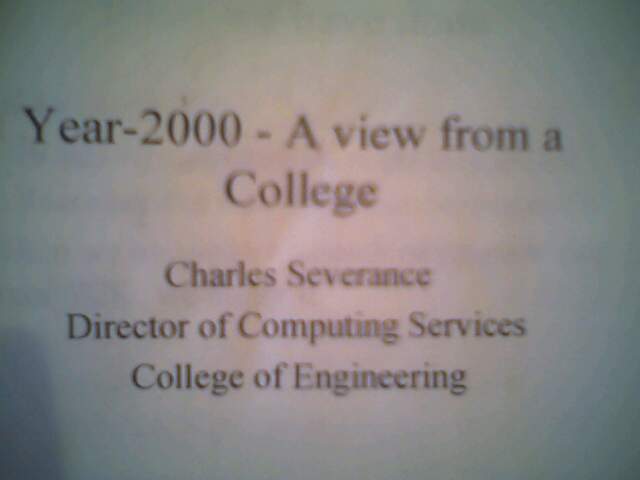 Year-2000 - A view from a
College
Charles Severance
Director of Computing Services
College of Engineering